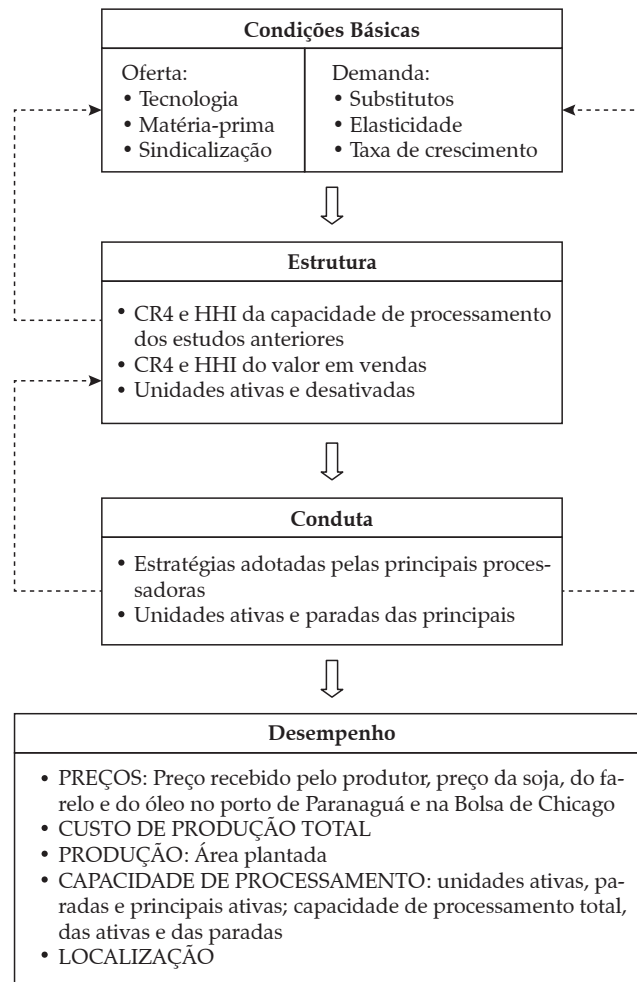 Condições Básicas
Oferta:
• Tecnologia
• Matéria-prima
• Sindicalização
Demanda:
• Substitutos
• Elasticidade
• Taxa de crescimento
Estrutura
• CR4 e HHI da capacidade de processamento
dos estudos anteriores
• CR4 e HHI do valor em vendas
• Unidades ativas e desativadas
Conduta
• Estratégias adotadas pelas principais proces-
sadoras
• Unidades ativas e paradas das principais
Desempenho
• PREÇOS: Preço recebido pelo produtor, preço da soja, do fa-
relo e do óleo no porto de Paranaguá e na Bolsa de Chicago
• CUSTO DE PRODUÇÃO TOTAL
• PRODUÇÃO: Área plantada
• CAPACIDADE DE PROCESSAMENTO: unidades ativas, pa-
radas e principais ativas; capacidade de processamento total,
das ativas e das paradas
• LOCALIZAÇÃO